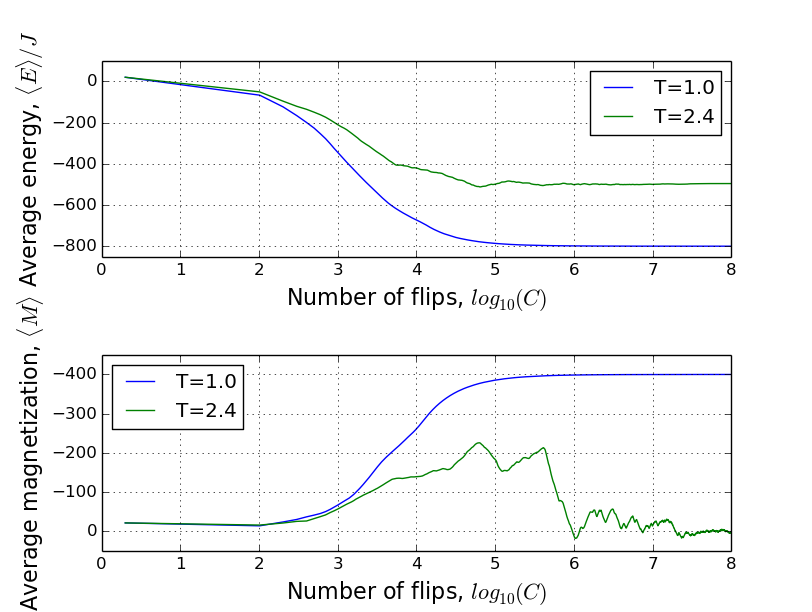 Average energy, ⟨E⟩/J
0
−200
−400
−600
−800
T=1.0
T=2.4
0 1 2 3 4 5 6 7 8
Number of flips, log10(C)
Average magnetization, ⟨M⟩
−400
−300
−200
−100
0
T=1.0
T=2.4
0 1 2 3 4 5 6 7 8
Number of flips, log10(C)